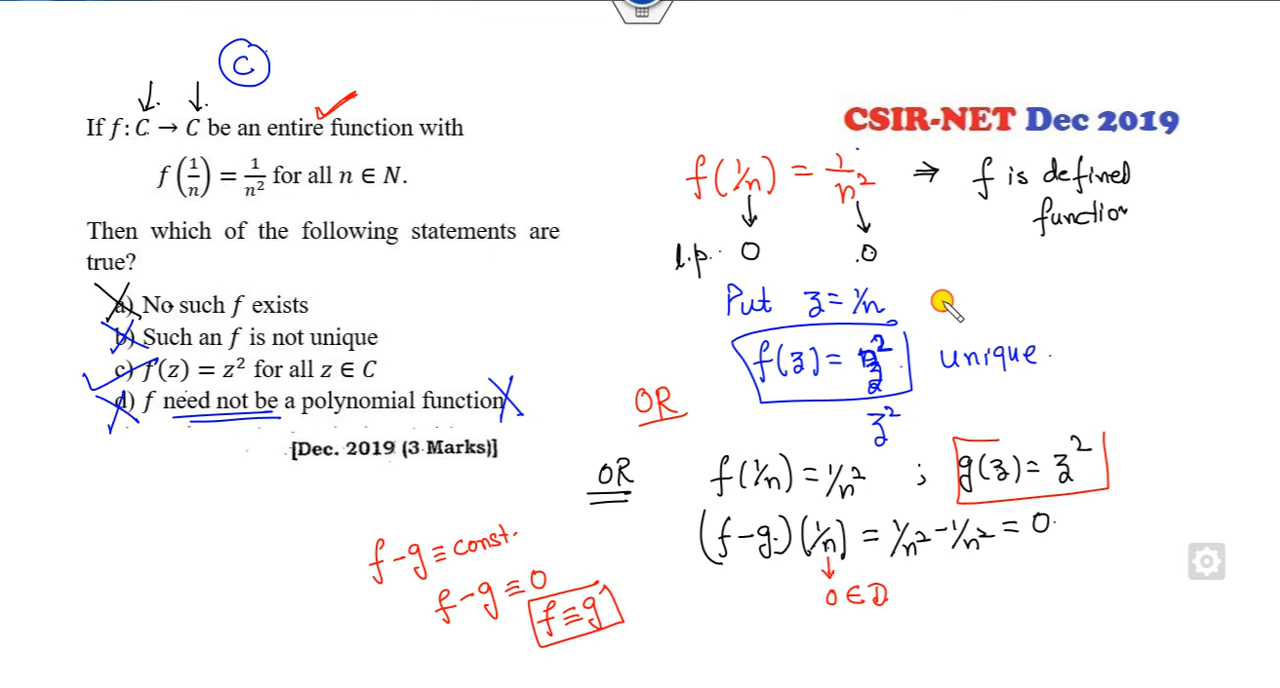 C
If f : C → C be an entire function with
f(1/n) = 1/n² for all n ∈ N.
Then which of the following statements are
true?
a) No such f exists
b) Such an f is not unique
c) f(z) = z² for all z ∈ C
d) f need not be a polynomial function
[Dec. 2019 (3 Marks)]
CSIR-NET Dec 2019
f(1/n) = 1/n² ⇒ f is defined
function
l.p. 0 0
Put z = 1/n
f(z) = z² unique.
z²
OR
OR f(1/n) = 1/n² ; g(z) = z²
(f-g)(1/n) = 1/n² - 1/n² = 0.
0 ∈ D
f-g ≡ const.
f-g ≡ 0
f ≡ g